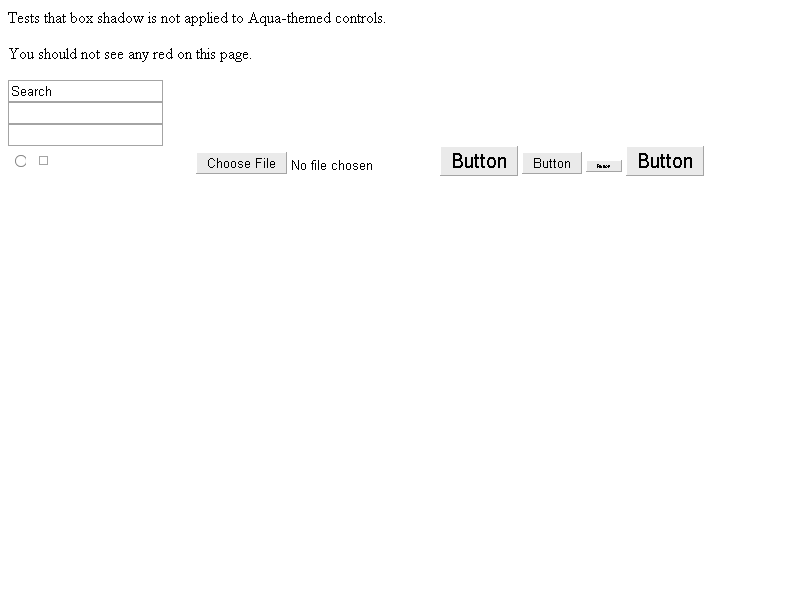 Tests that box shadow is not applied to Aqua-themed controls.
You should not see any red on this page.
Search
Choose File No file chosen Button Button Button Button